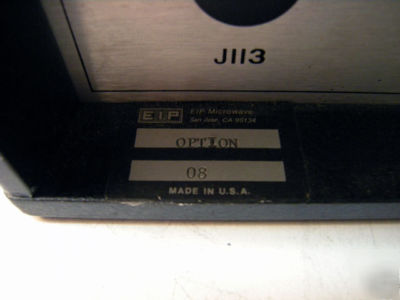 J113
EIP EIP Microwave
San Jose, CA 95134
OPTION
08
MADE IN U.S.A.